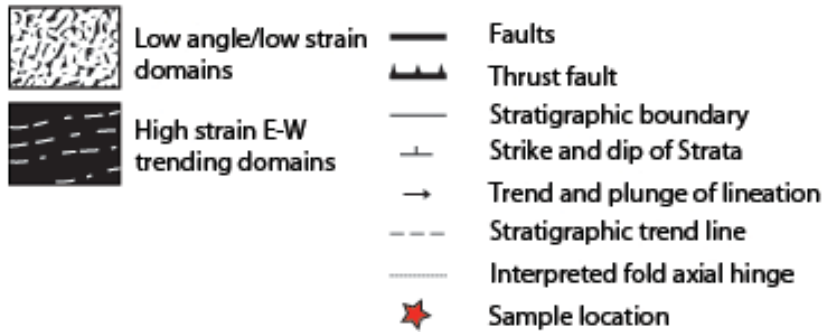 Low angle/low strain
domains
High strain E-W
trending domains
Faults
Thrust fault
Stratigraphic boundary
Strike and dip of Strata
Trend and plunge of lineation
Stratigraphic trend line
Interpreted fold axial hinge
Sample location